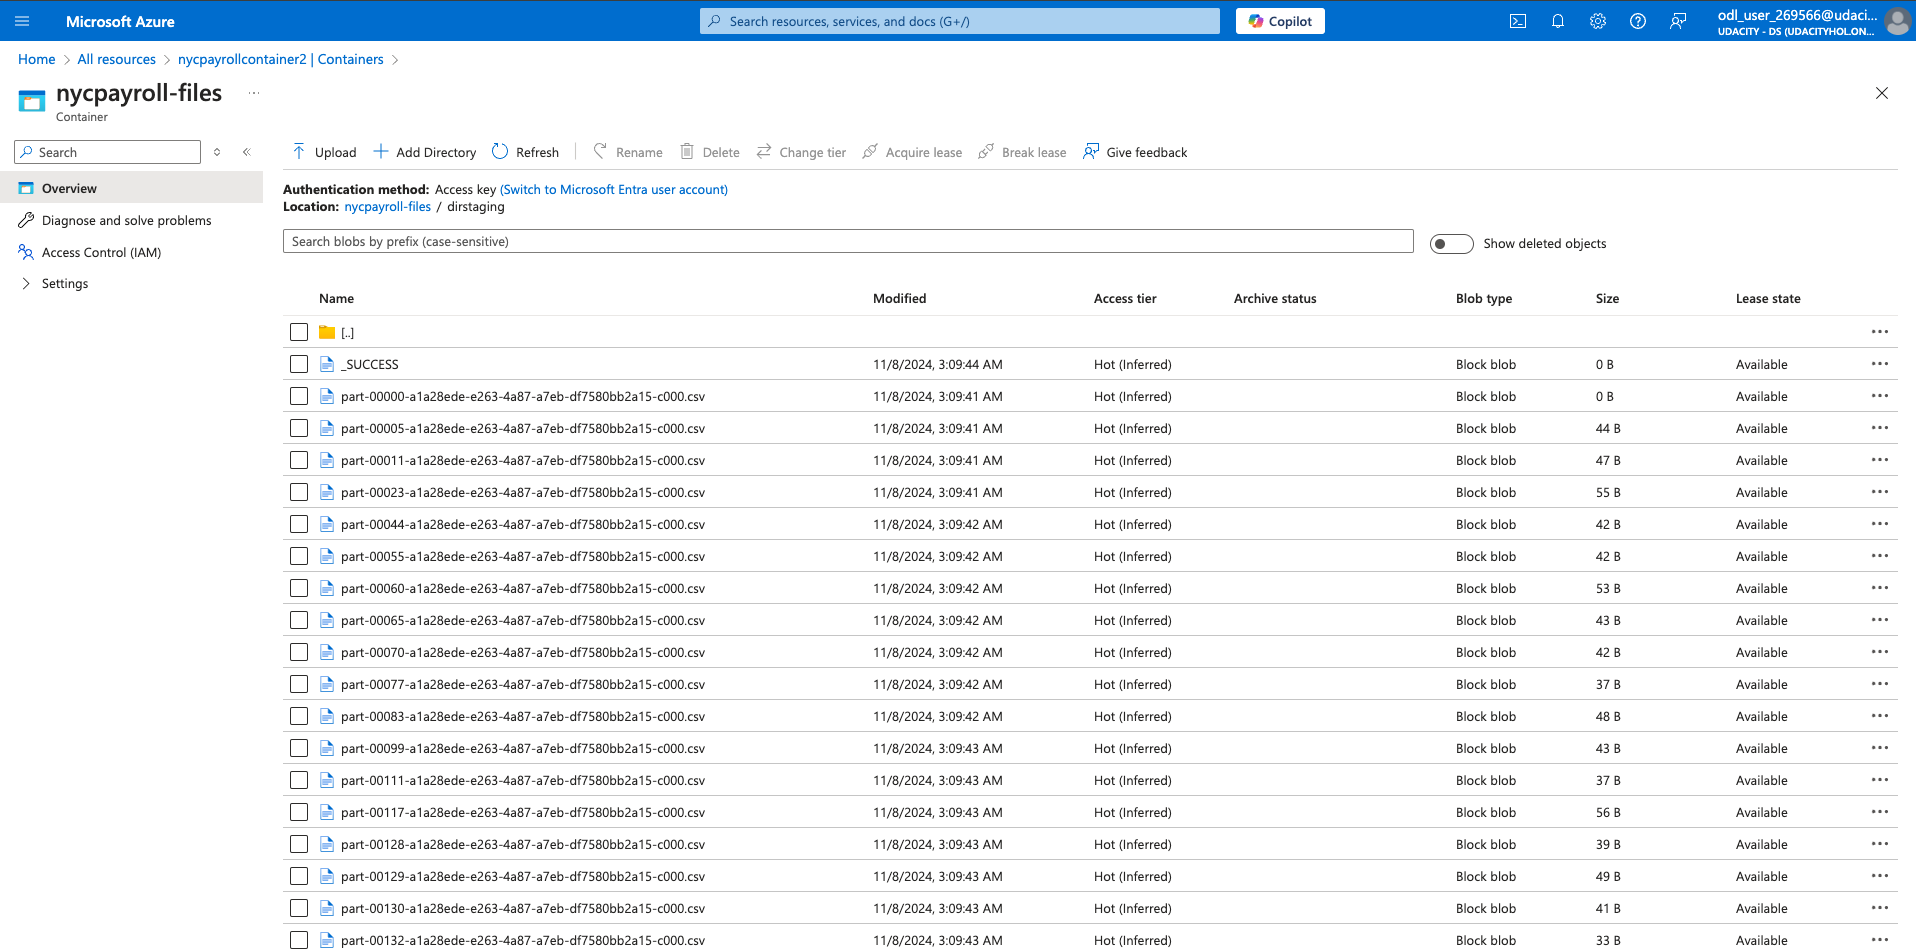 Microsoft Azure
Search resources, services, and docs (G+/)
Copilot
odl_user_269566@udaci...
UDACITY - DS (UDACITYHOL.ON...
Home > All resources > nycpayrollcontainer2 | Containers >
nycpayroll-files ...
Container
Search
Overview
Diagnose and solve problems
Access Control (IAM)
Settings
Upload Add Directory Refresh Rename Delete Change tier Acquire lease Break lease Give feedback
Authentication method: Access key (Switch to Microsoft Entra user account)
Location: nycpayroll-files / dirstaging
Search blobs by prefix (case-sensitive)
Show deleted objects
Name Modified Access tier Archive status Blob type Size Lease state
[..]
_SUCCESS 11/8/2024, 3:09:44 AM Hot (Inferred) Block blob 0 B Available
part-00000-a1a28ede-e263-4a87-a7eb-df7580bb2a15-c000.csv 11/8/2024, 3:09:41 AM Hot (Inferred) Block blob 0 B Available
part-00005-a1a28ede-e263-4a87-a7eb-df7580bb2a15-c000.csv 11/8/2024, 3:09:41 AM Hot (Inferred) Block blob 44 B Available
part-00011-a1a28ede-e263-4a87-a7eb-df7580bb2a15-c000.csv 11/8/2024, 3:09:41 AM Hot (Inferred) Block blob 47 B Available
part-00023-a1a28ede-e263-4a87-a7eb-df7580bb2a15-c000.csv 11/8/2024, 3:09:41 AM Hot (Inferred) Block blob 55 B Available
part-00044-a1a28ede-e263-4a87-a7eb-df7580bb2a15-c000.csv 11/8/2024, 3:09:42 AM Hot (Inferred) Block blob 42 B Available
part-00055-a1a28ede-e263-4a87-a7eb-df7580bb2a15-c000.csv 11/8/2024, 3:09:42 AM Hot (Inferred) Block blob 42 B Available
part-00060-a1a28ede-e263-4a87-a7eb-df7580bb2a15-c000.csv 11/8/2024, 3:09:42 AM Hot (Inferred) Block blob 53 B Available
part-00065-a1a28ede-e263-4a87-a7eb-df7580bb2a15-c000.csv 11/8/2024, 3:09:42 AM Hot (Inferred) Block blob 43 B Available
part-00070-a1a28ede-e263-4a87-a7eb-df7580bb2a15-c000.csv 11/8/2024, 3:09:42 AM Hot (Inferred) Block blob 42 B Available
part-00077-a1a28ede-e263-4a87-a7eb-df7580bb2a15-c000.csv 11/8/2024, 3:09:42 AM Hot (Inferred) Block blob 37 B Available
part-00083-a1a28ede-e263-4a87-a7eb-df7580bb2a15-c000.csv 11/8/2024, 3:09:42 AM Hot (Inferred) Block blob 48 B Available
part-00099-a1a28ede-e263-4a87-a7eb-df7580bb2a15-c000.csv 11/8/2024, 3:09:43 AM Hot (Inferred) Block blob 43 B Available
part-00111-a1a28ede-e263-4a87-a7eb-df7580bb2a15-c000.csv 11/8/2024, 3:09:43 AM Hot (Inferred) Block blob 37 B Available
part-00117-a1a28ede-e263-4a87-a7eb-df7580bb2a15-c000.csv 11/8/2024, 3:09:43 AM Hot (Inferred) Block blob 56 B Available
part-00128-a1a28ede-e263-4a87-a7eb-df7580bb2a15-c000.csv 11/8/2024, 3:09:43 AM Hot (Inferred) Block blob 39 B Available
part-00129-a1a28ede-e263-4a87-a7eb-df7580bb2a15-c000.csv 11/8/2024, 3:09:43 AM Hot (Inferred) Block blob 49 B Available
part-00130-a1a28ede-e263-4a87-a7eb-df7580bb2a15-c000.csv 11/8/2024, 3:09:43 AM Hot (Inferred) Block blob 41 B Available
part-00132-a1a28ede-e263-4a87-a7eb-df7580bb2a15-c000.csv 11/8/2024, 3:09:43 AM Hot (Inferred) Block blob 33 B Available